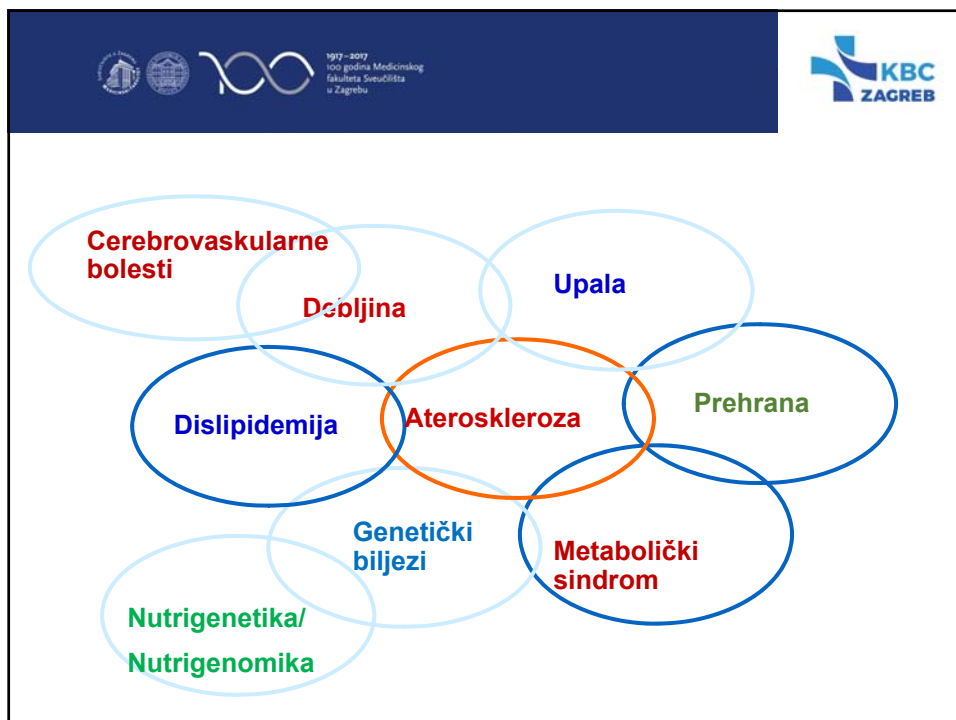 1917–2017
100 godina Medicinskog
fakulteta Sveučilišta
u Zagrebu
KBC
ZAGREB
Cerebrovaskularne
bolesti
Debljina
Upala
Dislipidemija
Ateroskleroza
Prehrana
Genetički
biljezi
Metabolički
sindrom
Nutrigenetika/
Nutrigenomika